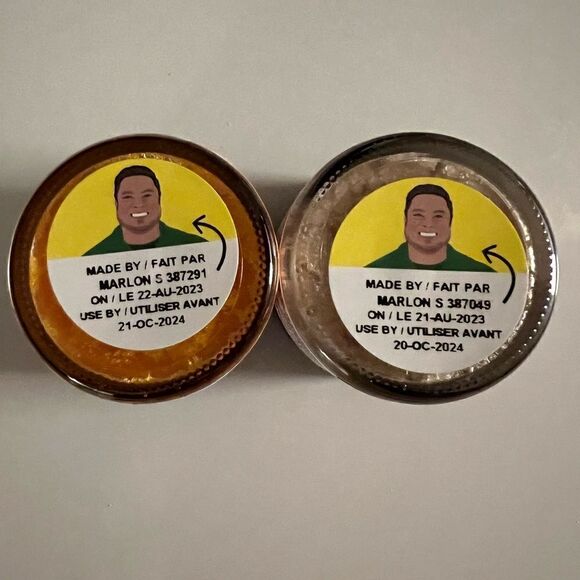 MADE BY / FAIT PAR
MARLON S 387291
ON / LE 22-AU-2023
USE BY / UTILISER AVANT
21-OC-2024
MADE BY / FAIT PAR
MARLON S 387049
ON / LE 21-AU-2023
USE BY / UTILISER AVANT
20-OC-2024